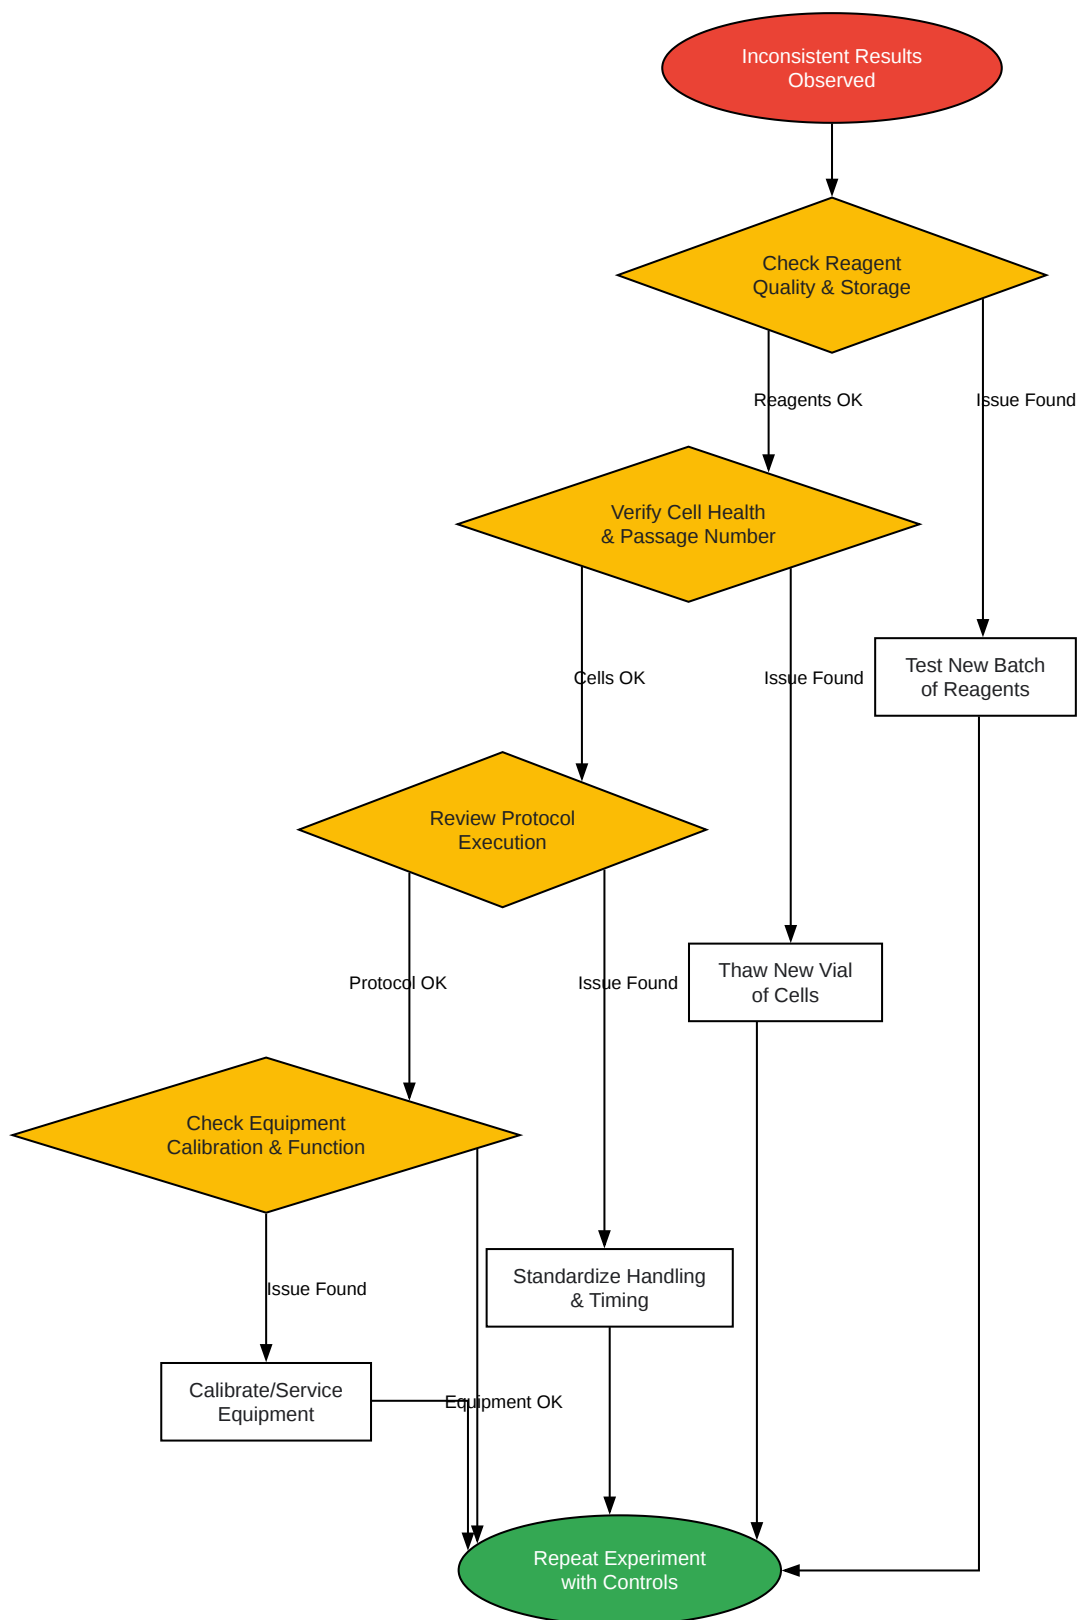 Inconsistent Results
Observed
Check Reagent
Quality & Storage
Reagents OK
Issue Found
Verify Cell Health
& Passage Number
Cells OK
Issue Found
Test New Batch
of Reagents
Review Protocol
Execution
Protocol OK
Issue Found
Thaw New Vial
of Cells
Check Equipment
Calibration & Function
Issue Found
Standardize Handling
& Timing
Calibrate/Service
Equipment
Equipment OK
Repeat Experiment
with Controls